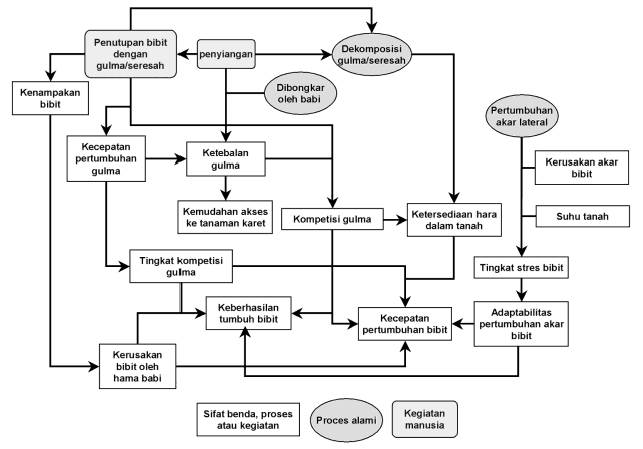 Penutupan bibit
dengan
gulma/seresah
penyiangan
Dekomposisi
gulma/seresah
Kenampakan
bibit
Dibongkar
oleh babi
Pertumbuhan
akar lateral
Kecepatan
pertumbuhan
gulma
Ketebalan
gulma
Kerusakan akar
bibit
Kemudahan akses
ke tanaman karet
Kompetisi gulma
Ketersediaan hara
dalam tanah
Suhu tanah
Tingkat kompetisi
gulma
Tingkat stres bibit
Keberhasilan
tumbuh bibit
Kecepatan
pertumbuhan bibit
Adaptabilitas
pertumbuhan akar
bibit
Kerusakan
bibit oleh
hama babi
Sifat benda, proses
atau kegiatan
Proces alami
Kegiatan
manusia